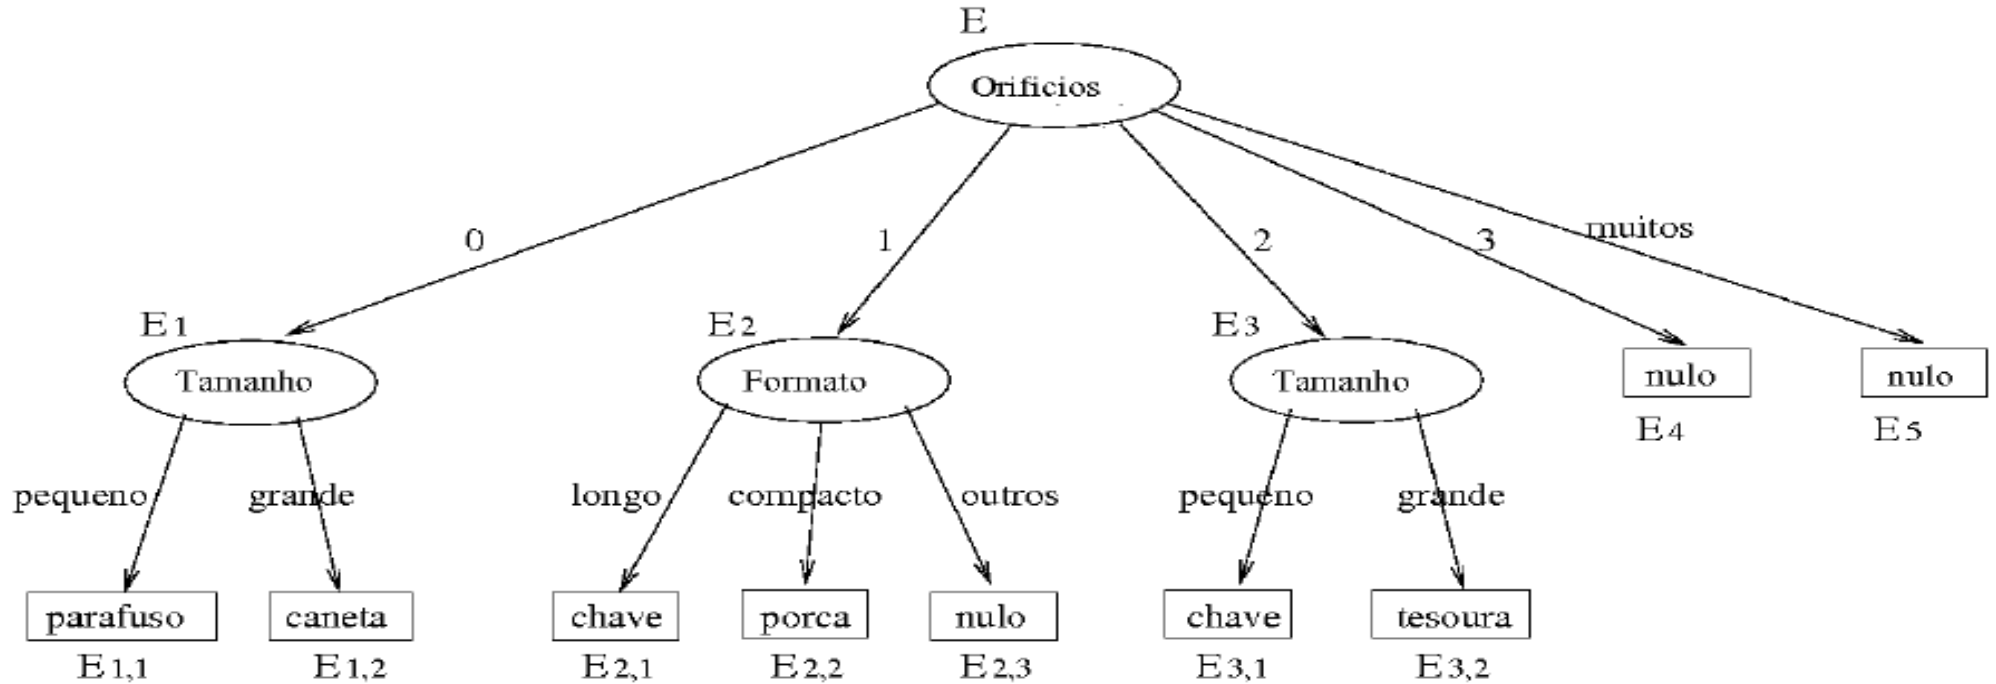 E
Orificios
0 1 2 3 muitos
E1 E2 E3
Tamanho Formato Tamanho nulo nulo
E4 E5
pequeno grande longo compacto outros pequeno grande
parafuso caneta chave porca nulo chave tesoura
E1,1 E1,2 E2,1 E2,2 E2,3 E3,1 E3,2